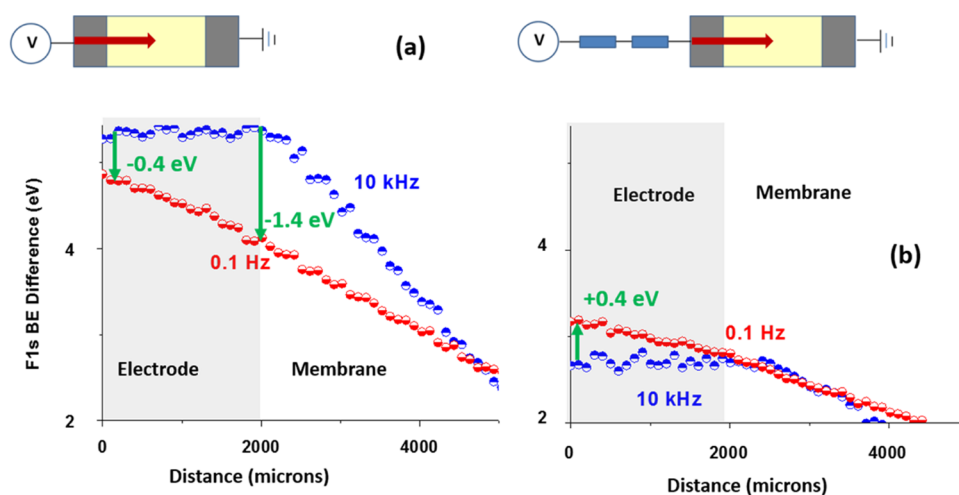 V
(a)
V
F1s BE Difference (eV)
4
2
-0.4 eV
10 kHz
-1.4 eV
0.1 Hz
Electrode
Membrane
0
2000
4000
Distance (microns)
4
2
Electrode
Membrane
(b)
+0.4 eV
0.1 Hz
10 kHz
0
2000
4000
Distance (microns)